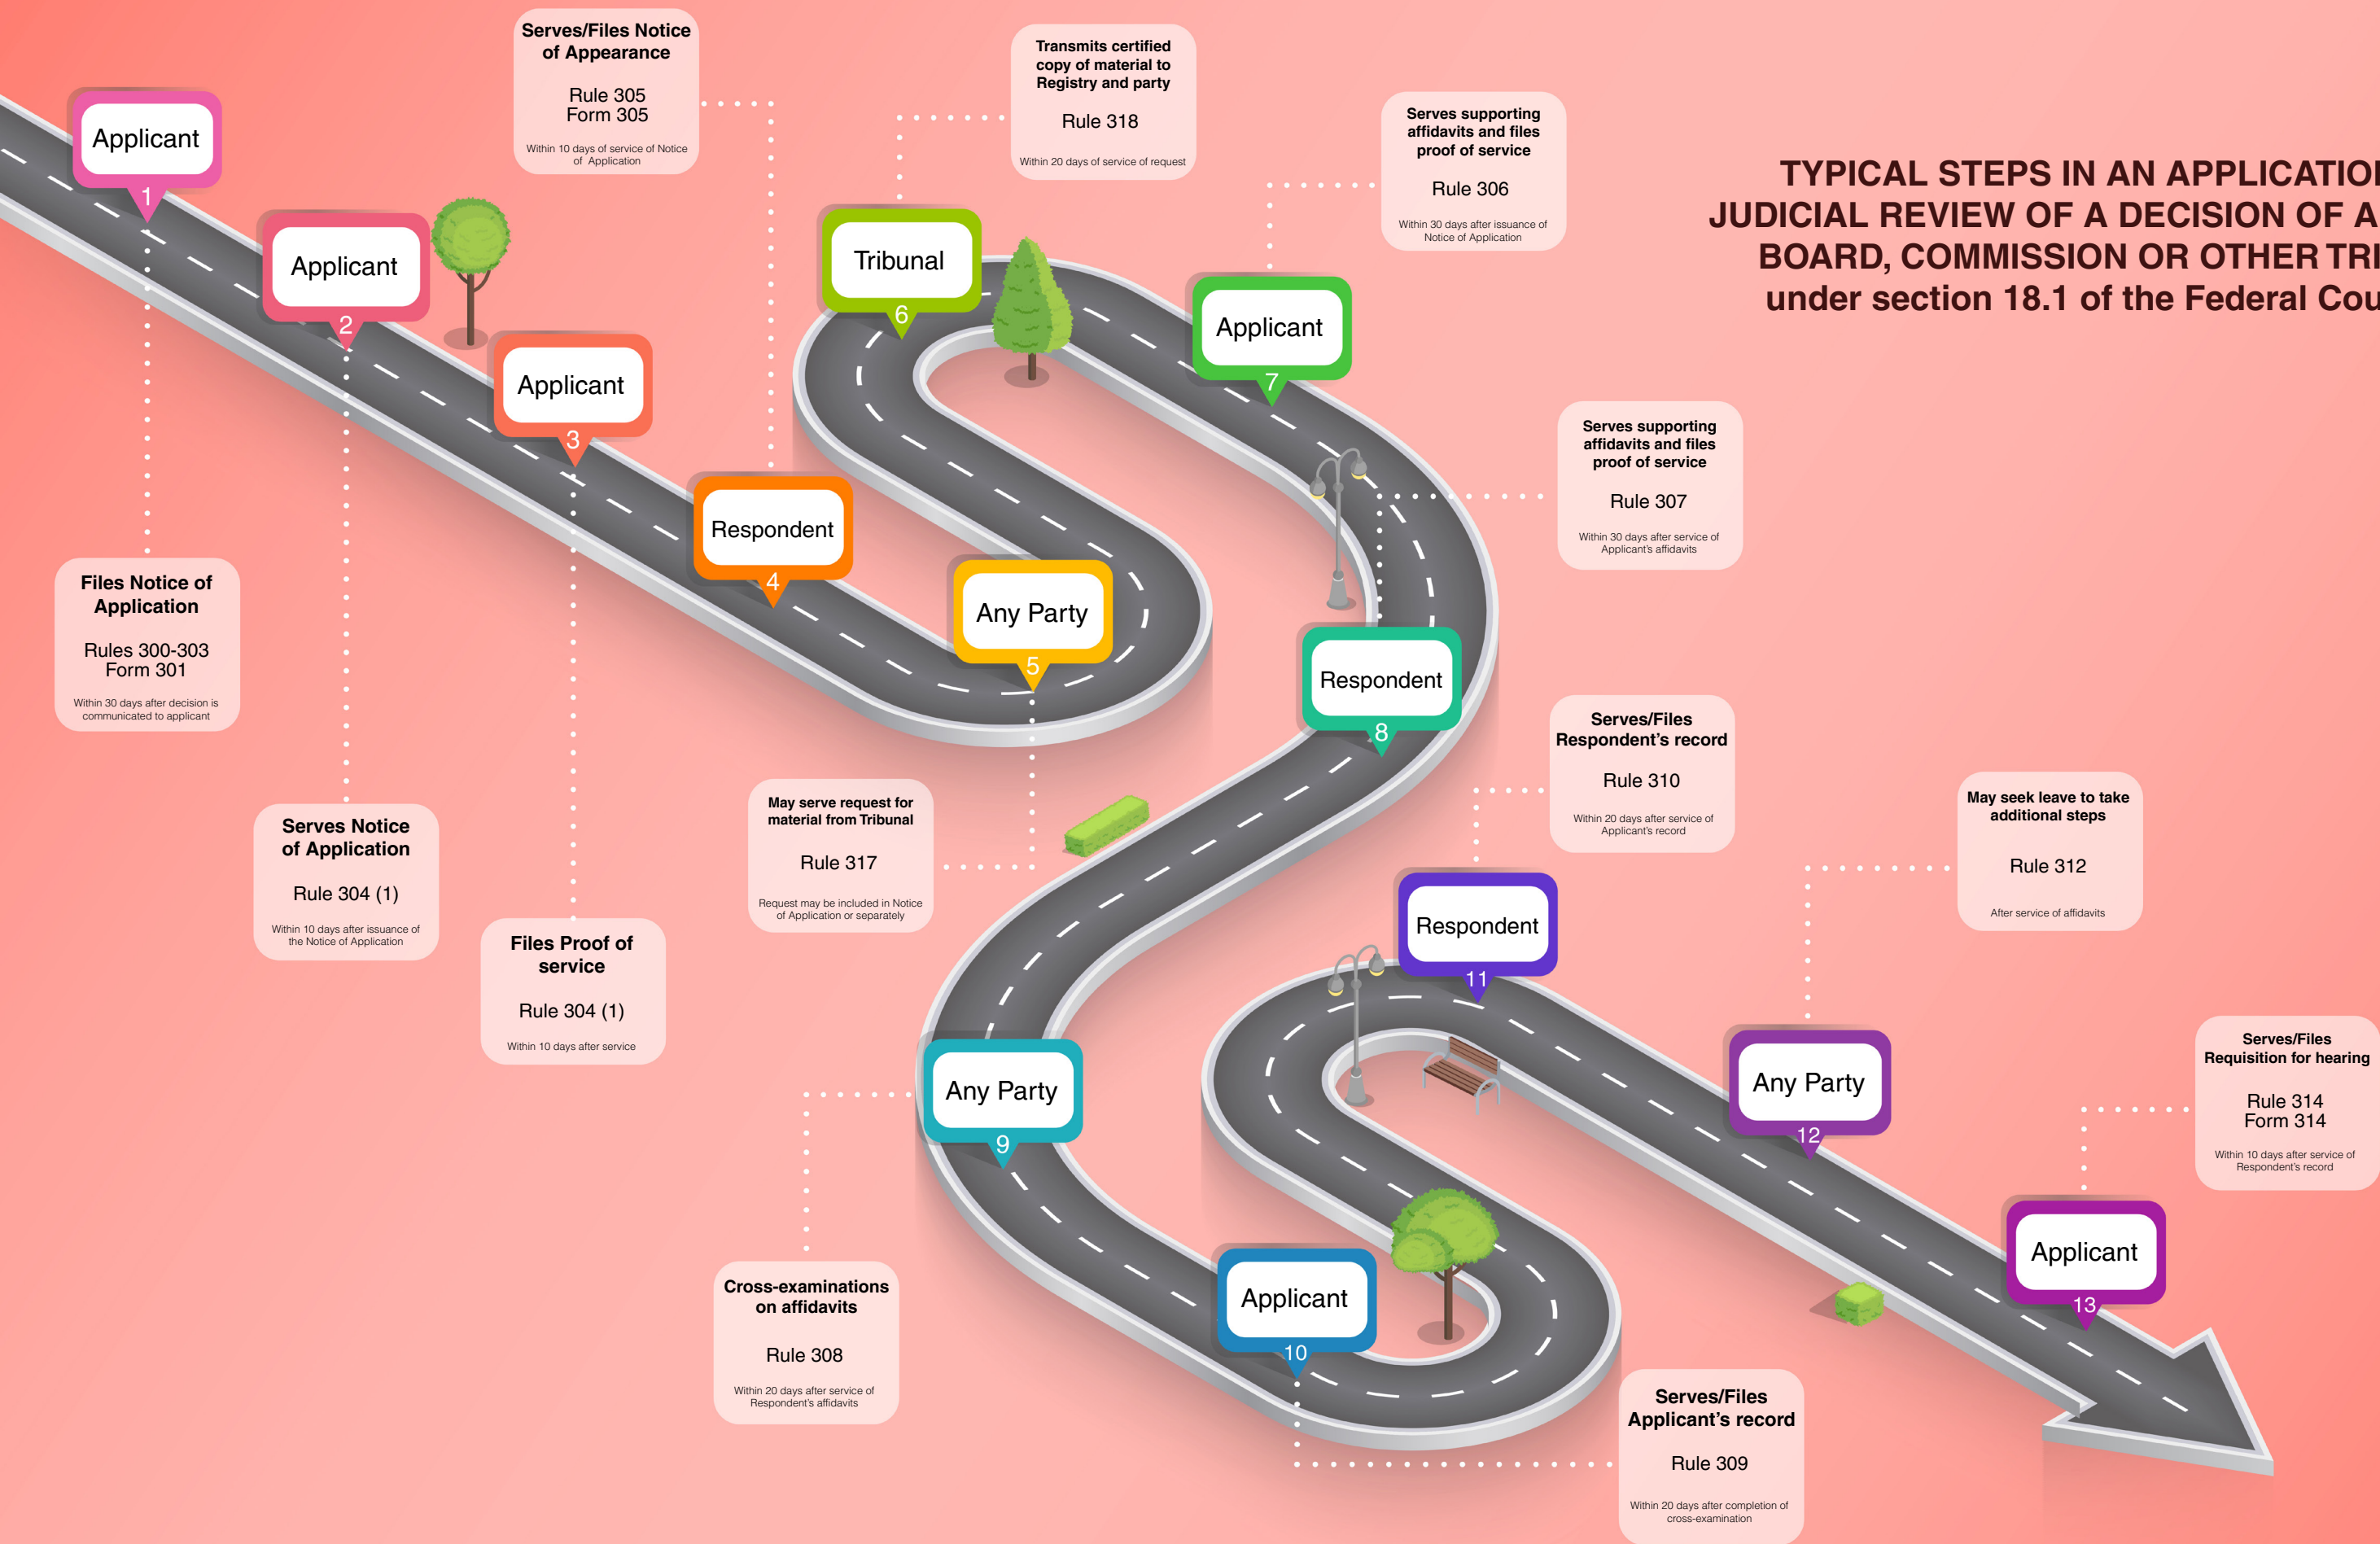 TYPICAL STEPS IN AN APPLICATION
JUDICIAL REVIEW OF A DECISION OF A
BOARD, COMMISSION OR OTHER TRI
under section 18.1 of the Federal Cou
Applicant
1
Files Notice of
Application
Rules 300-303
Form 301
Within 30 days after decision is
communicated to applicant
Applicant
2
Serves Notice
of Application
Rule 304 (1)
Within 10 days after issuance of
the Notice of Application
Applicant
3
Files Proof of
service
Rule 304 (1)
Within 10 days after service
Respondent
4
Serves/Files Notice
of Appearance
Rule 305
Form 305
Within 10 days of service of Notice
of Application
Any Party
5
May serve request for
material from Tribunal
Rule 317
Request may be included in Notice
of Application or separately
Tribunal
6
Transmits certified
copy of material to
Registry and party
Rule 318
Within 20 days of service of request
Applicant
7
Serves supporting
affidavits and files
proof of service
Rule 306
Within 30 days after issuance of
Notice of Application
Respondent
8
Serves supporting
affidavits and files
proof of service
Rule 307
Within 30 days after service of
Applicant's affidavits
Any Party
9
Cross-examinations
on affidavits
Rule 308
Within 20 days after service of
Respondent's affidavits
Applicant
10
Serves/Files
Applicant's record
Rule 309
Within 20 days after completion of
cross-examination
Respondent
11
Serves/Files
Respondent's record
Rule 310
Within 20 days after service of
Applicant's record
Any Party
12
May seek leave to take
additional steps
Rule 312
After service of affidavits
Applicant
13
Serves/Files
Requisition for hearing
Rule 314
Form 314
Within 10 days after service of
Respondent's record